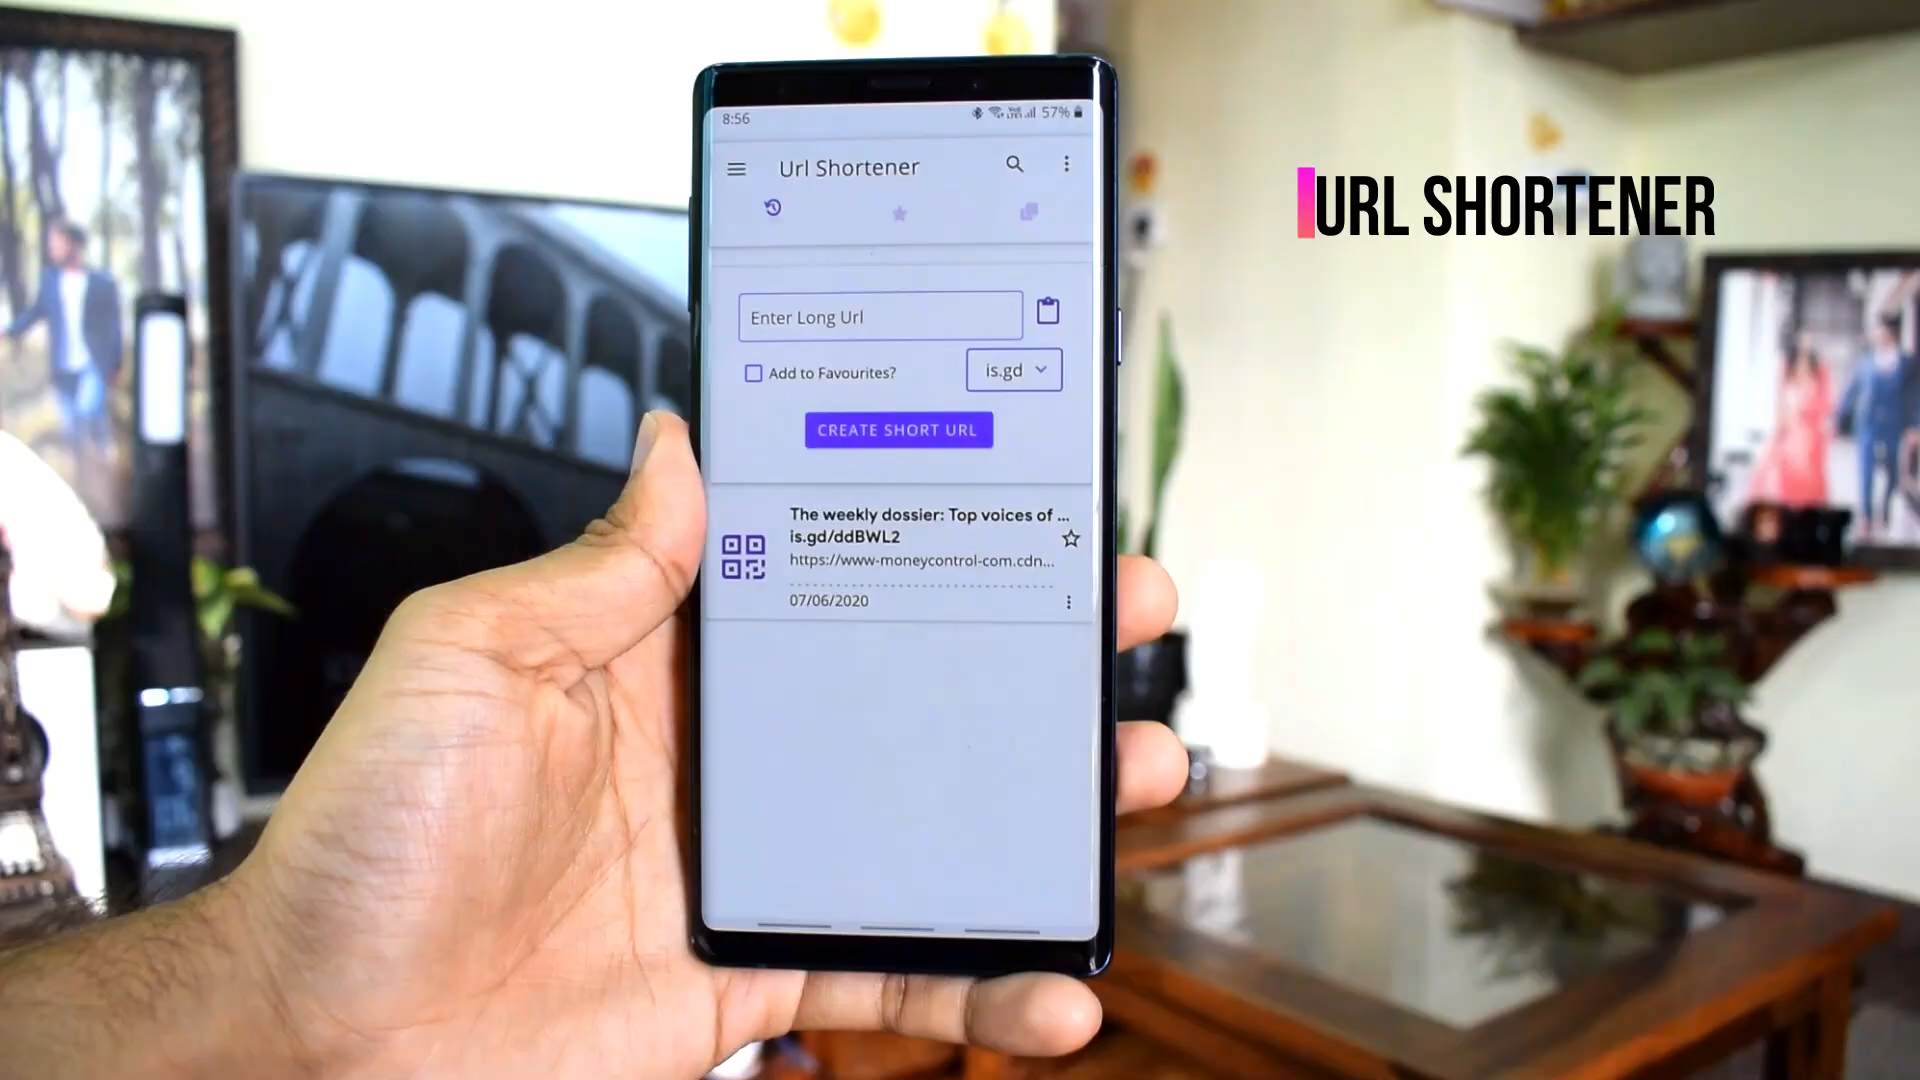 8:56
57%
Url Shortener
URL SHORTENER
Enter Long Url
Add to Favourites?
is.gd
CREATE SHORT URL
The weekly dossier: Top voices of ...
is.gd/ddBWL2
https://www-moneycontrol-com.cdn...
07/06/2020